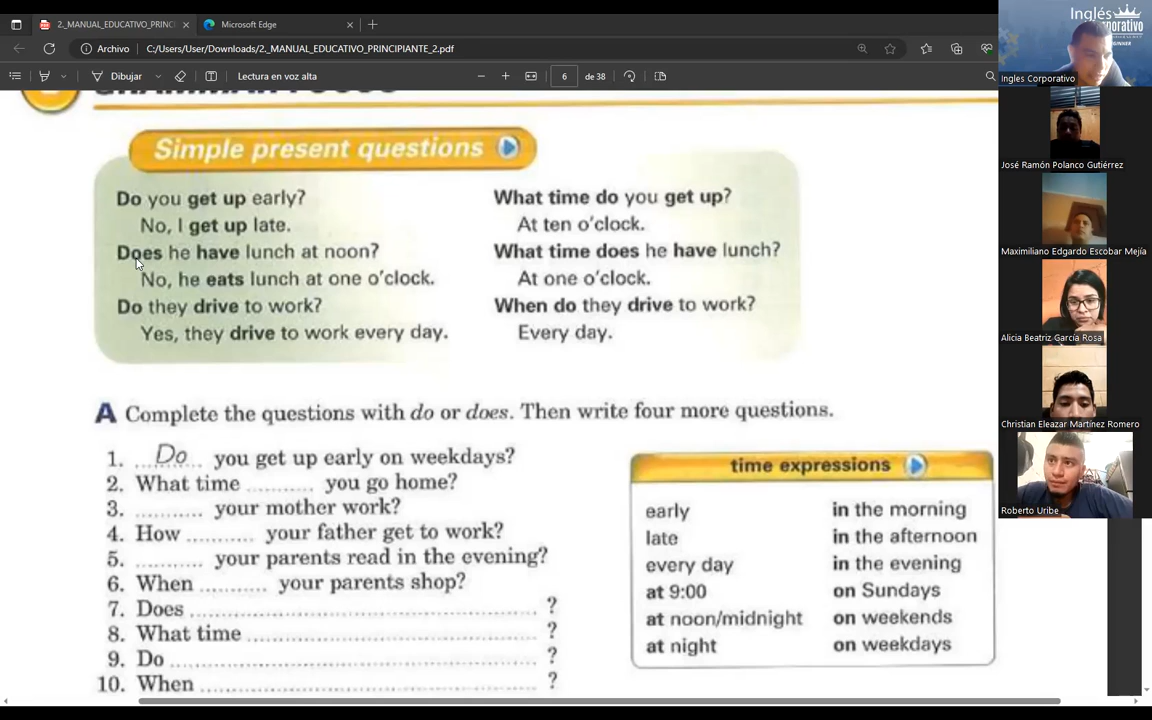 2._MANUAL_EDUCATIVO_PRINC
Microsoft Edge
Archivo
C:/Users/User/Downloads/2._MANUAL_EDUCATIVO_PRINCIPIANTE_2.pdf
Dibujar
Lectura en voz alta
6
de 38
GRAMMAR FOCUS
Simple present questions
Do you get up early?
No, I get up late.
Does he have lunch at noon?
No, he eats lunch at one o'clock.
Do they drive to work?
Yes, they drive to work every day.
What time do you get up?
At ten o'clock.
What time does he have lunch?
At one o'clock.
When do they drive to work?
Every day.
A Complete the questions with do or does. Then write four more questions.
1. ....Do.... you get up early on weekdays?
2. What time .......... you go home?
3. .......... your mother work?
4. How .......... your father get to work?
5. .......... your parents read in the evening?
6. When .......... your parents shop?
7. Does .......... ?
8. What time .......... ?
9. Do .......... ?
10. When .......... ?
time expressions
early
late
every day
at 9:00
at noon/midnight
at night
in the morning
in the afternoon
in the evening
on Sundays
on weekends
on weekdays
Inglés
Corporativo
Ingles Corporativo
José Ramón Polanco Gutiérrez
Maximiliano Edgardo Escobar Mejía
Alicia Beatriz García Rosa
Christian Eleazar Martínez Romero
Roberto Uribe